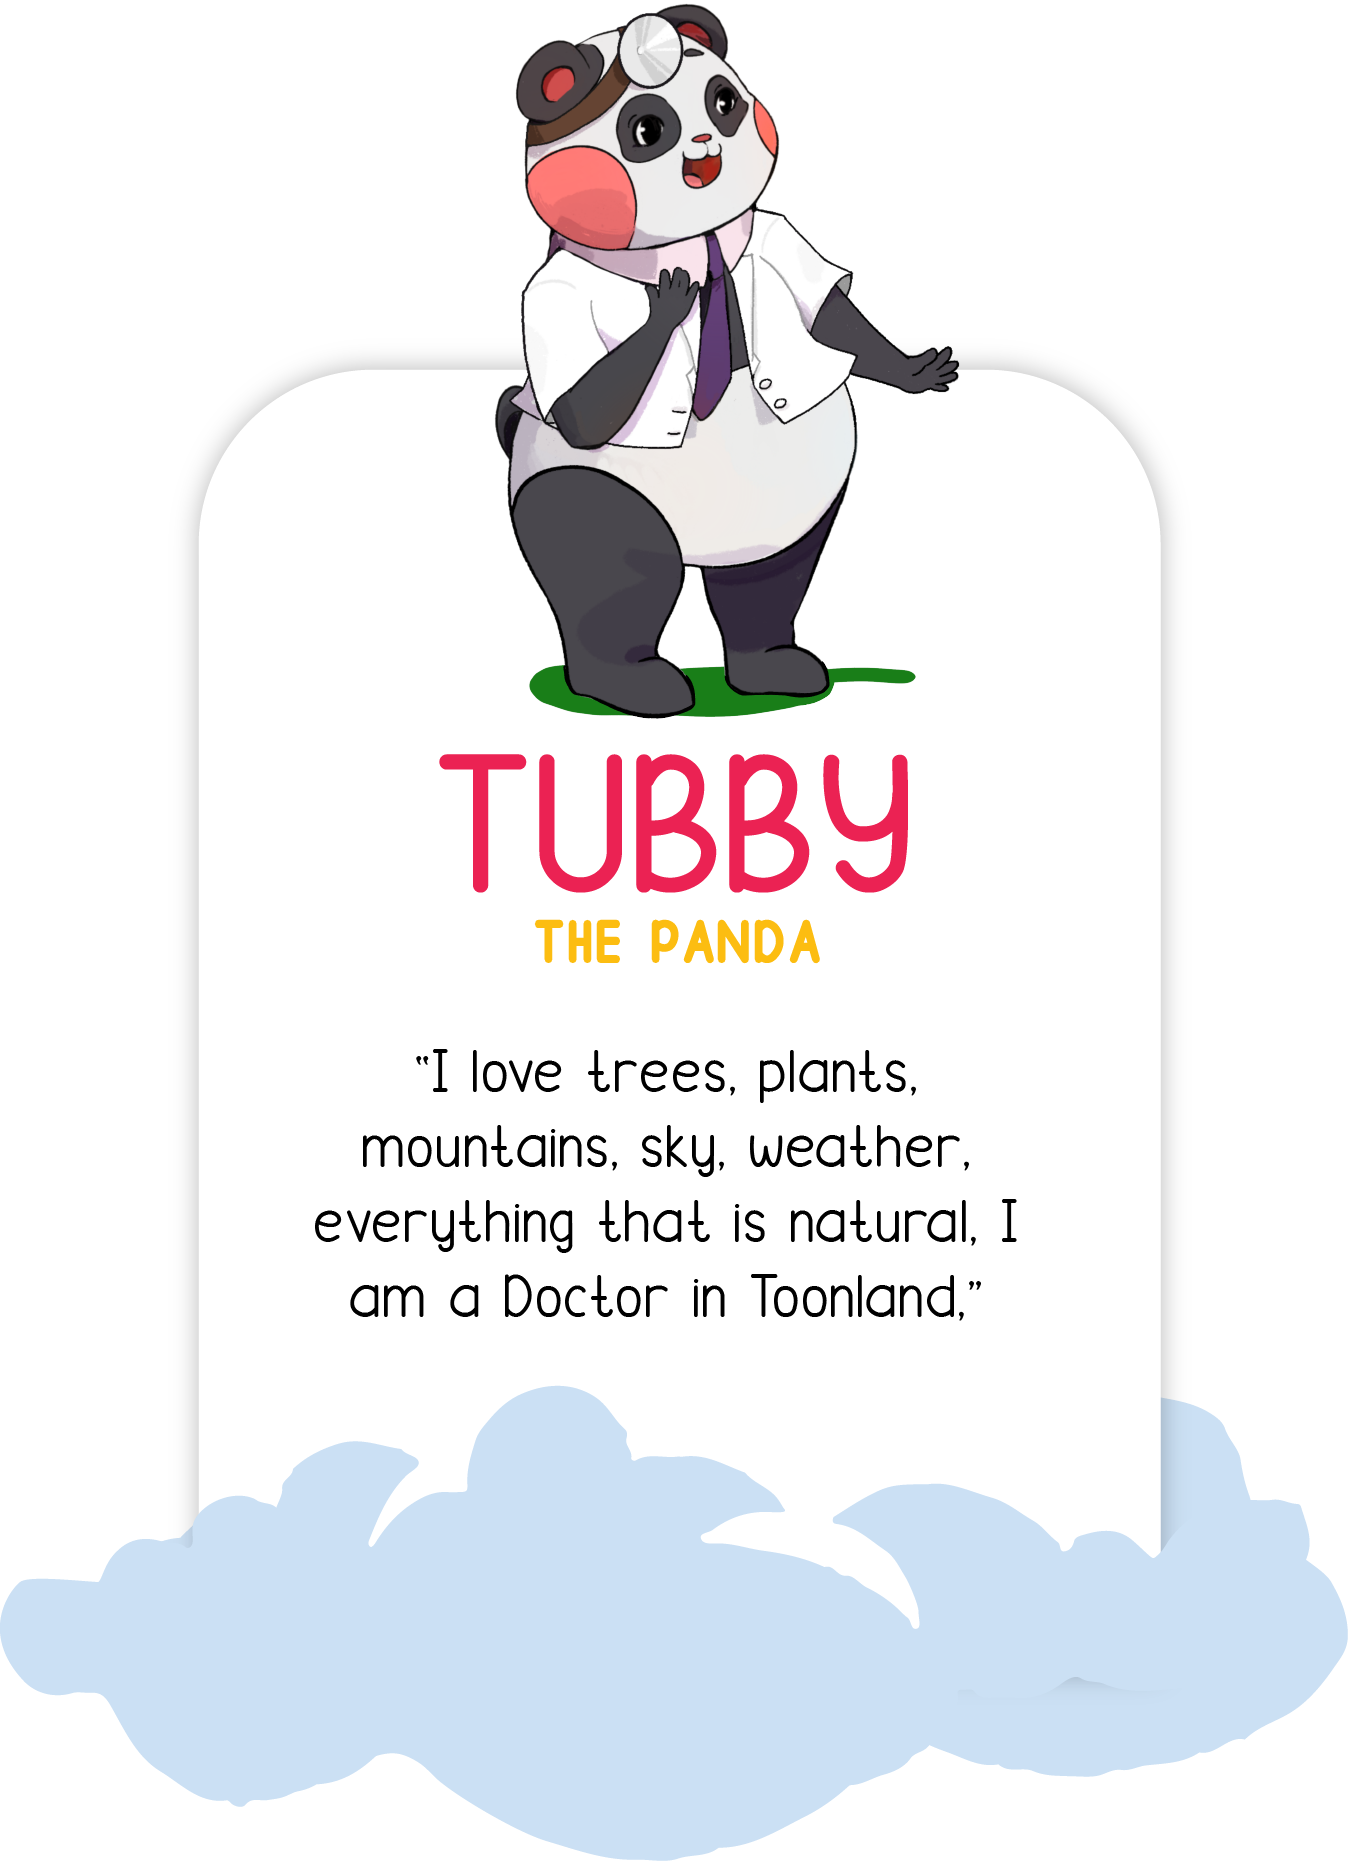 TUBBY
THE PANDA
“I love trees, plants,
mountains, sky, weather,
everything that is natural, I
am a Doctor in Toonland,”